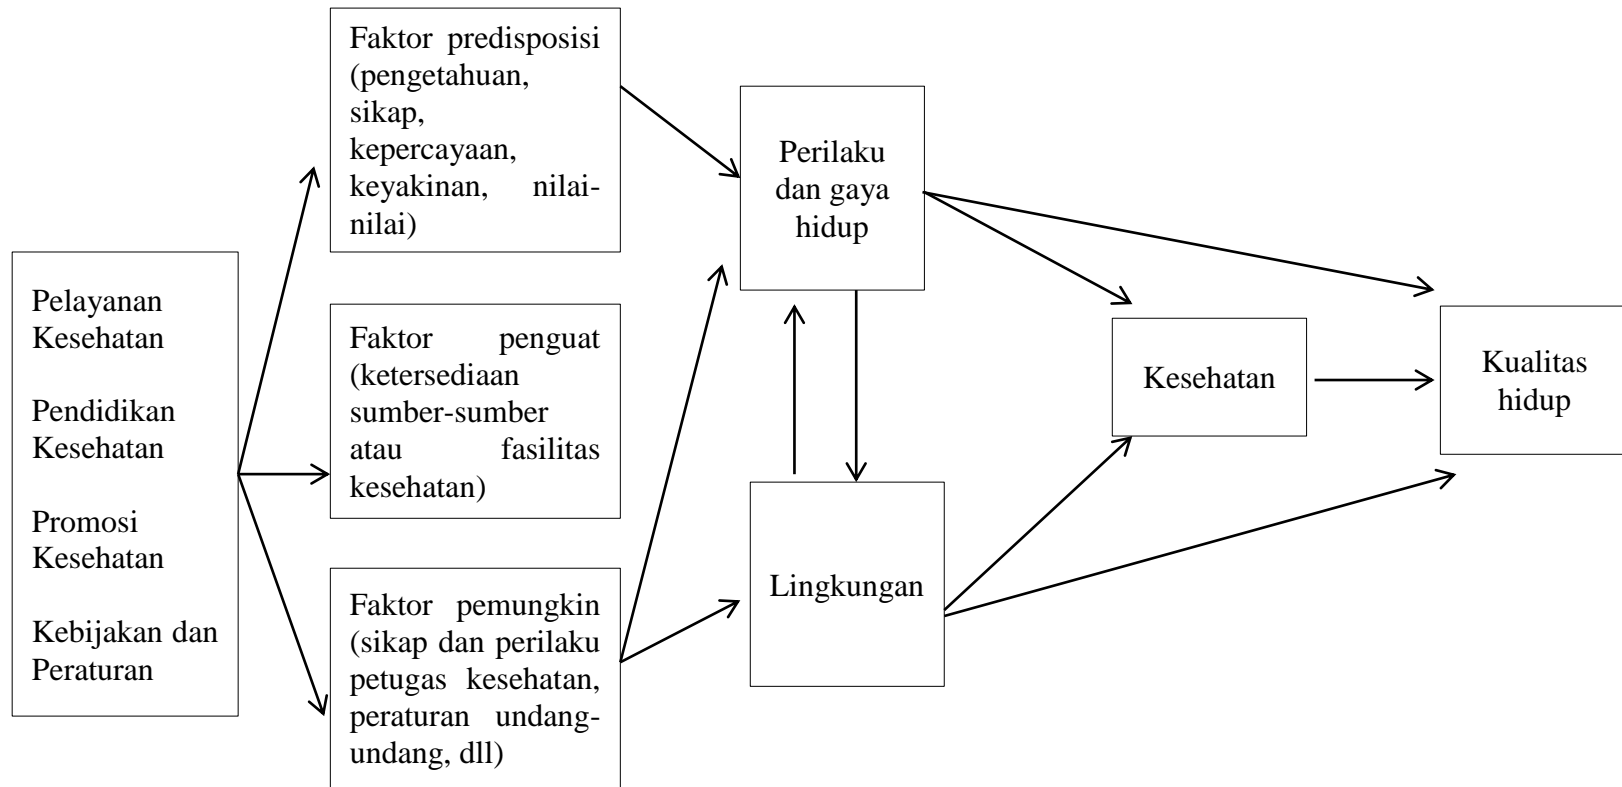 Pelayanan
Kesehatan
Pendidikan
Kesehatan
Promosi
Kesehatan
Kebijakan dan
Peraturan
Faktor predisposisi
(pengetahuan,
sikap,
kepercayaan,
keyakinan, nilai-
nilai)
Faktor penguat
(ketersediaan
sumber-sumber
atau fasilitas
kesehatan)
Faktor pemungkin
(sikap dan perilaku
petugas kesehatan,
peraturan undang-
undang, dll)
Perilaku
dan gaya
hidup
Lingkungan
Kesehatan
Kualitas
hidup